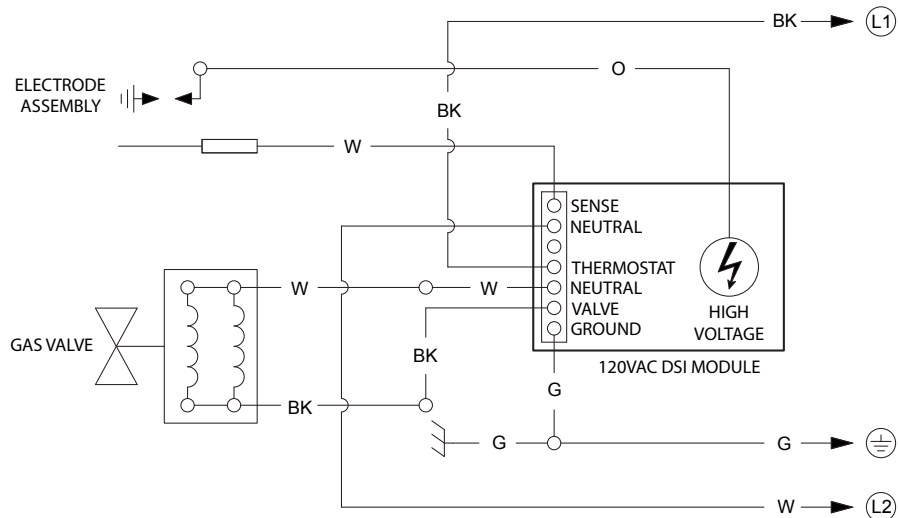 BK
L1
O
ELECTRODE
ASSEMBLY
BK
W
SENSE
NEUTRAL
THERMOSTAT
NEUTRAL
VALVE
GROUND
HIGH
VOLTAGE
W
W
GAS VALVE
120VAC DSI MODULE
BK
G
BK
G
G
W
L2